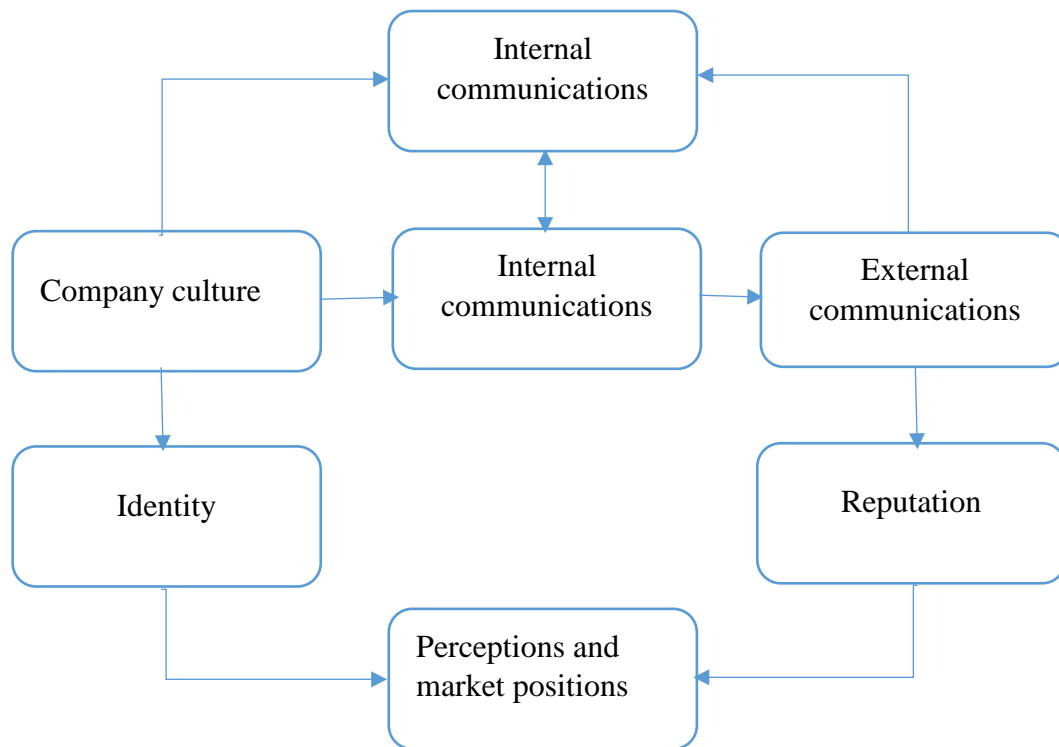 Internal
communications
Company culture
Internal
communications
External
communications
Identity
Reputation
Perceptions and
market positions